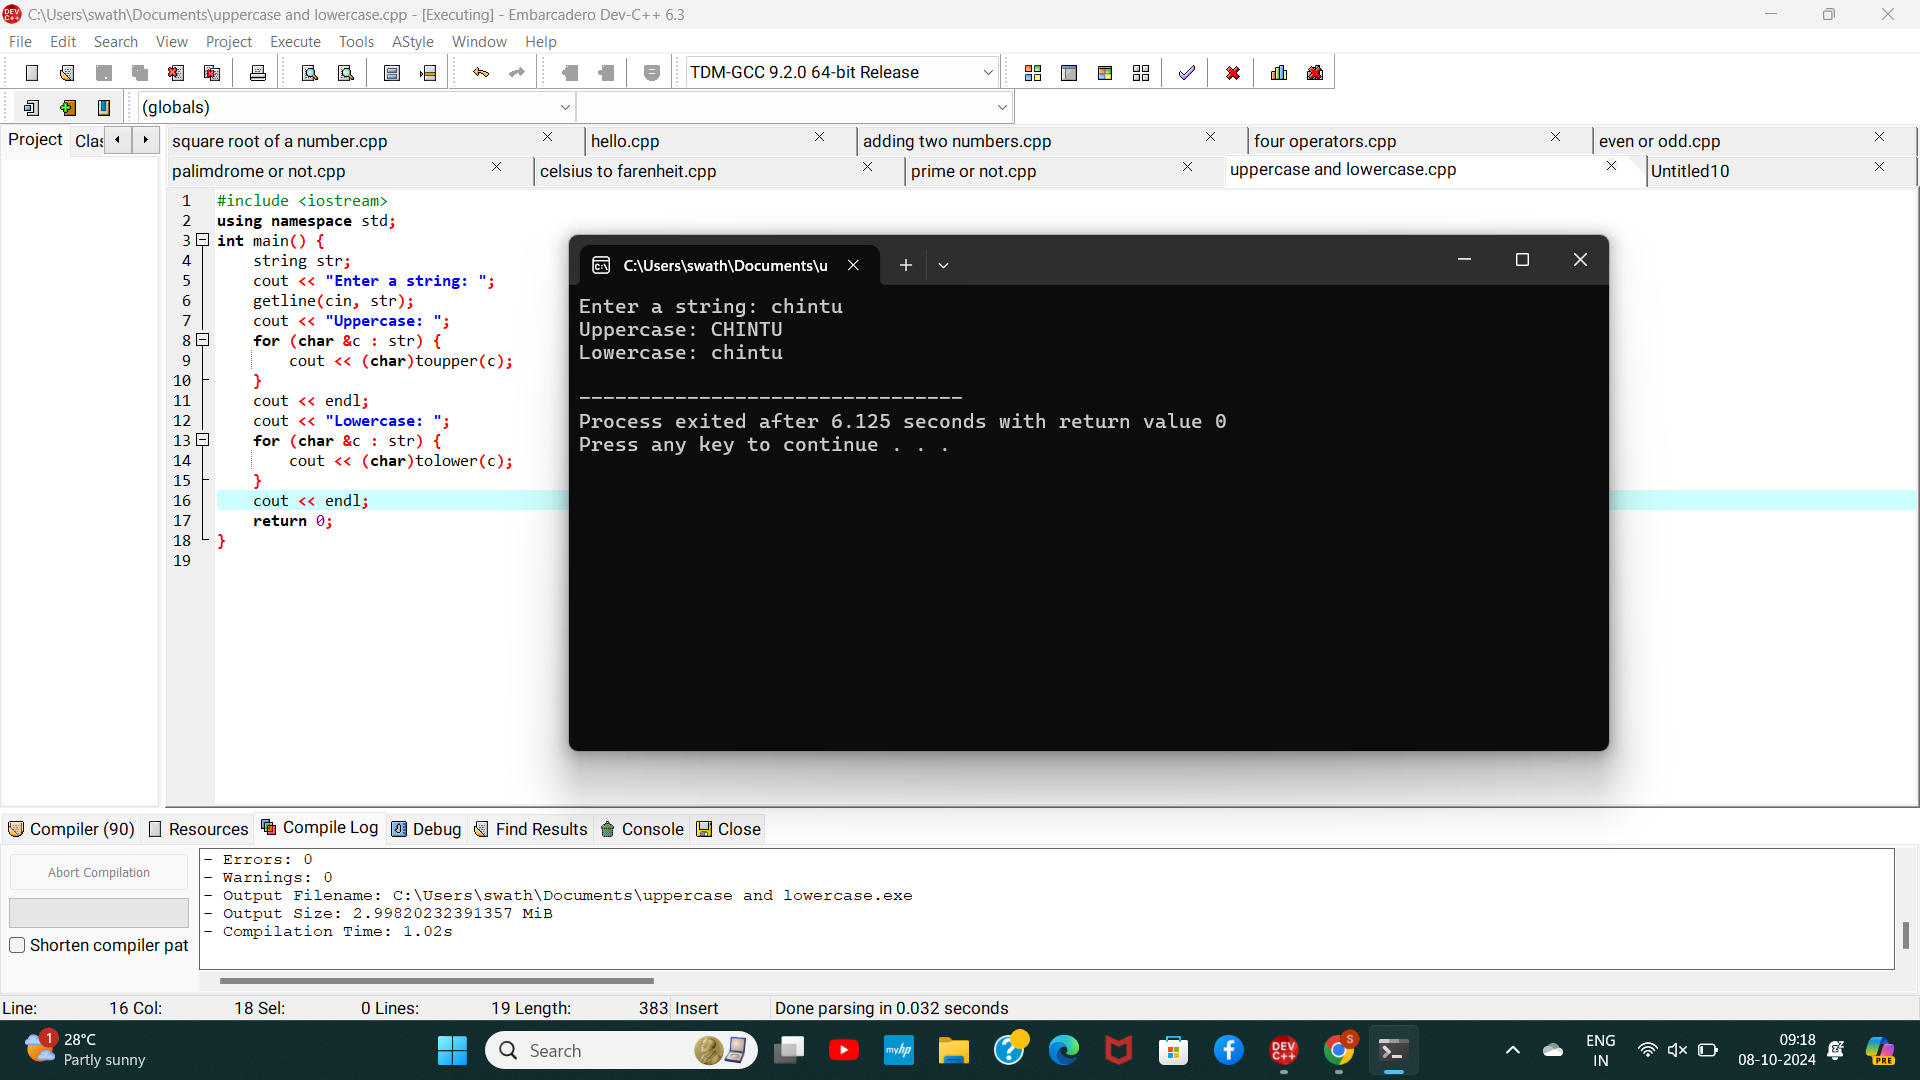 C:\Users\swath\Documents\uppercase and lowercase.cpp - [Executing] - Embarcadero Dev-C++ 6.3
File Edit Search View Project Execute Tools AStyle Window Help
TDM-GCC 9.2.0 64-bit Release
(globals)
Project Clas
square root of a number.cpp hello.cpp adding two numbers.cpp four operators.cpp even or odd.cpp
palimdrome or not.cpp celsius to farenheit.cpp prime or not.cpp uppercase and lowercase.cpp Untitled10
1 #include <iostream>
2 using namespace std;
3 int main() {
4 string str;
5 cout << "Enter a string: ";
6 getline(cin, str);
7 cout << "Uppercase: ";
8 for (char &c : str) {
9 cout << (char)toupper(c);
10 }
11 cout << endl;
12 cout << "Lowercase: ";
13 for (char &c : str) {
14 cout << (char)tolower(c);
15 }
16 cout << endl;
17 return 0;
18 }
19
C:\Users\swath\Documents\u
Enter a string: chintu
Uppercase: CHINTU
Lowercase: chintu
--------------------------------
Process exited after 6.125 seconds with return value 0
Press any key to continue . . .
Compiler (90) Resources Compile Log Debug Find Results Console Close
Abort Compilation
Shorten compiler pat
- Errors: 0
- Warnings: 0
- Output Filename: C:\Users\swath\Documents\uppercase and lowercase.exe
- Output Size: 2.99820232391357 MiB
- Compilation Time: 1.02s
Line: 16 Col: 18 Sel: 0 Lines: 19 Length: 383 Insert Done parsing in 0.032 seconds
1
28°C
Partly sunny
Search
myhp
DEV C++
S
ENG
IN
09:18
08-10-2024
PRE